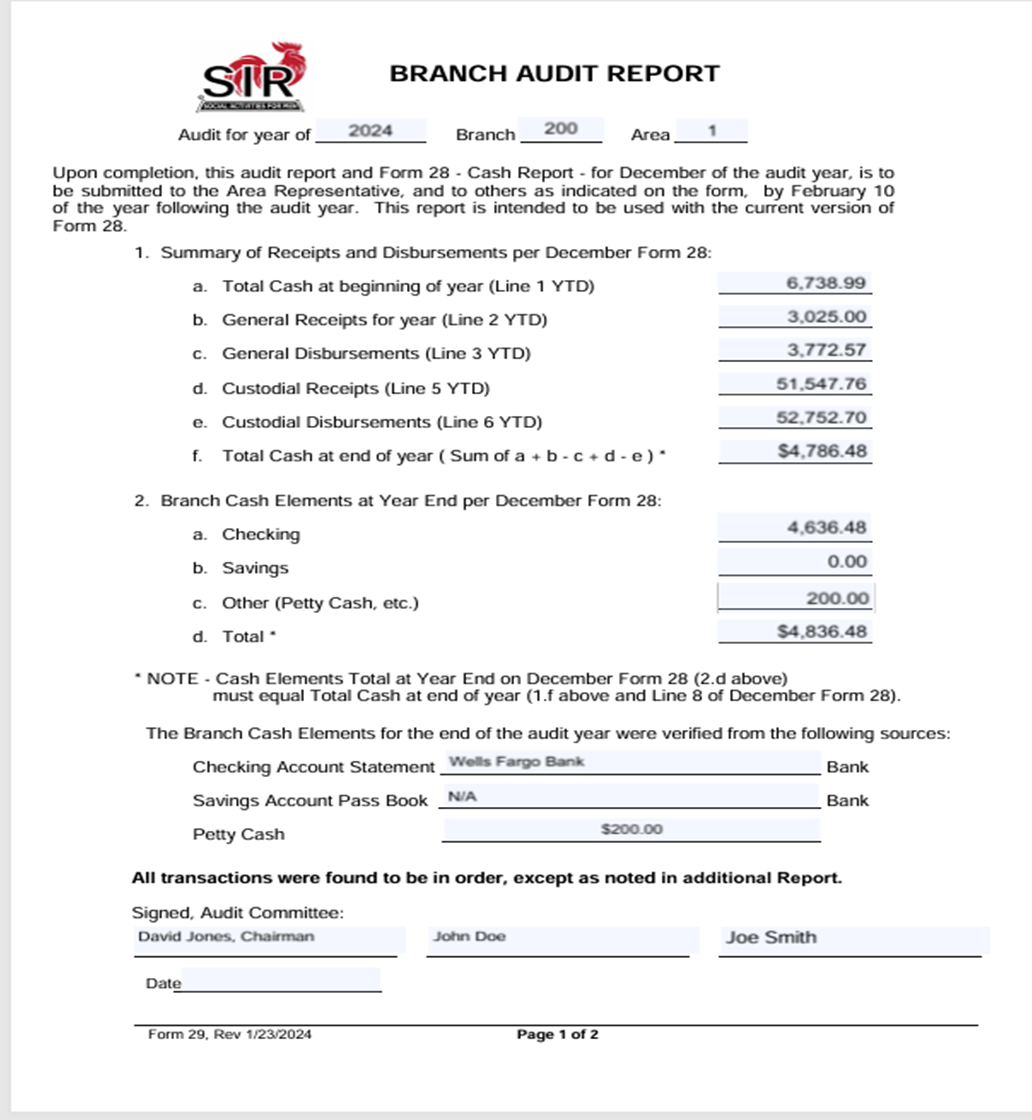 SIR
SOCIAL ACTIVITIES FOR MEN
BRANCH AUDIT REPORT
Audit for year of 2024 Branch 200 Area 1
Upon completion, this audit report and Form 28 - Cash Report - for December of the audit year, is to
be submitted to the Area Representative, and to others as indicated on the form, by February 10
of the year following the audit year. This report is intended to be used with the current version of
Form 28.
1. Summary of Receipts and Disbursements per December Form 28:
a. Total Cash at beginning of year (Line 1 YTD) 6,738.99
b. General Receipts for year (Line 2 YTD) 3,025.00
c. General Disbursements (Line 3 YTD) 3,772.57
d. Custodial Receipts (Line 5 YTD) 51,547.76
e. Custodial Disbursements (Line 6 YTD) 52,752.70
f. Total Cash at end of year ( Sum of a + b - c + d - e ) * $4,786.48
2. Branch Cash Elements at Year End per December Form 28:
a. Checking 4,636.48
b. Savings 0.00
c. Other (Petty Cash, etc.) 200.00
d. Total * $4,836.48
* NOTE - Cash Elements Total at Year End on December Form 28 (2.d above)
must equal Total Cash at end of year (1.f above and Line 8 of December Form 28).
The Branch Cash Elements for the end of the audit year were verified from the following sources:
Checking Account Statement Wells Fargo Bank Bank
Savings Account Pass Book N/A Bank
Petty Cash $200.00
All transactions were found to be in order, except as noted in additional Report.
Signed, Audit Committee:
David Jones, Chairman John Doe Joe Smith
Date
Form 29, Rev 1/23/2024 Page 1 of 2